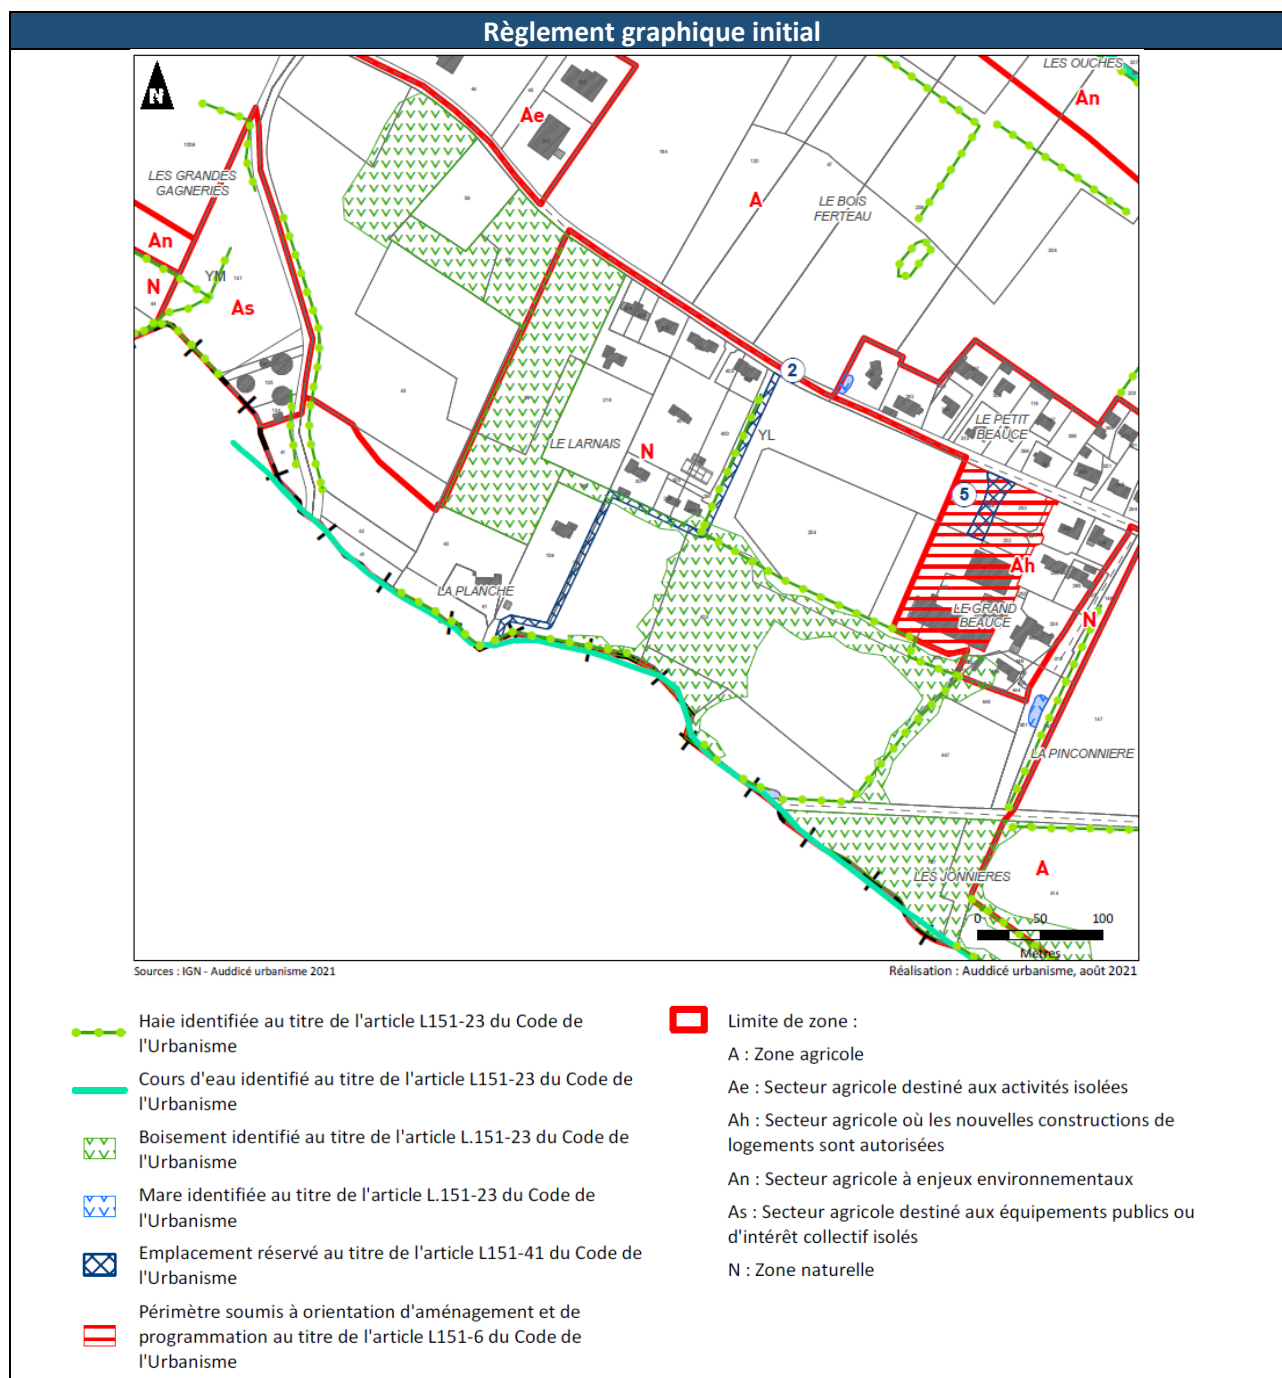 Règlement graphique initial
N
LES OUCHES
An
Ae
LES GRANDES
GAGNERIES
A
LE BOIS
FERTEAU
An
N
YM
As
2
LE PETIT
BEAUCE
LE LARNAIS
N
YL
5
Ah
LA PLANCHE
LE GRAND
BEAUCE
N
LA PINCONNIERE
LES JONNIERES
A
0 50 100
Mètres
Sources : IGN - Auddicé urbanisme 2021
Réalisation : Auddicé urbanisme, août 2021
Haie identifiée au titre de l'article L151-23 du Code de
l'Urbanisme
Cours d'eau identifié au titre de l'article L151-23 du Code de
l'Urbanisme
Boisement identifié au titre de l'article L.151-23 du Code de
l'Urbanisme
Mare identifiée au titre de l'article L.151-23 du Code de
l'Urbanisme
Emplacement réservé au titre de l'article L151-41 du Code de
l'Urbanisme
Périmètre soumis à orientation d'aménagement et de
programmation au titre de l'article L151-6 du Code de
l'Urbanisme
Limite de zone :
A : Zone agricole
Ae : Secteur agricole destiné aux activités isolées
Ah : Secteur agricole où les nouvelles constructions de
logements sont autorisées
An : Secteur agricole à enjeux environnementaux
As : Secteur agricole destiné aux équipements publics ou
d'intérêt collectif isolés
N : Zone naturelle